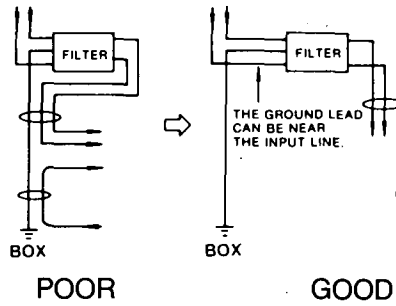 FILTER
FILTER
THE GROUND LEAD
CAN BE NEAR
THE INPUT LINE.
BOX
BOX
POOR
GOOD